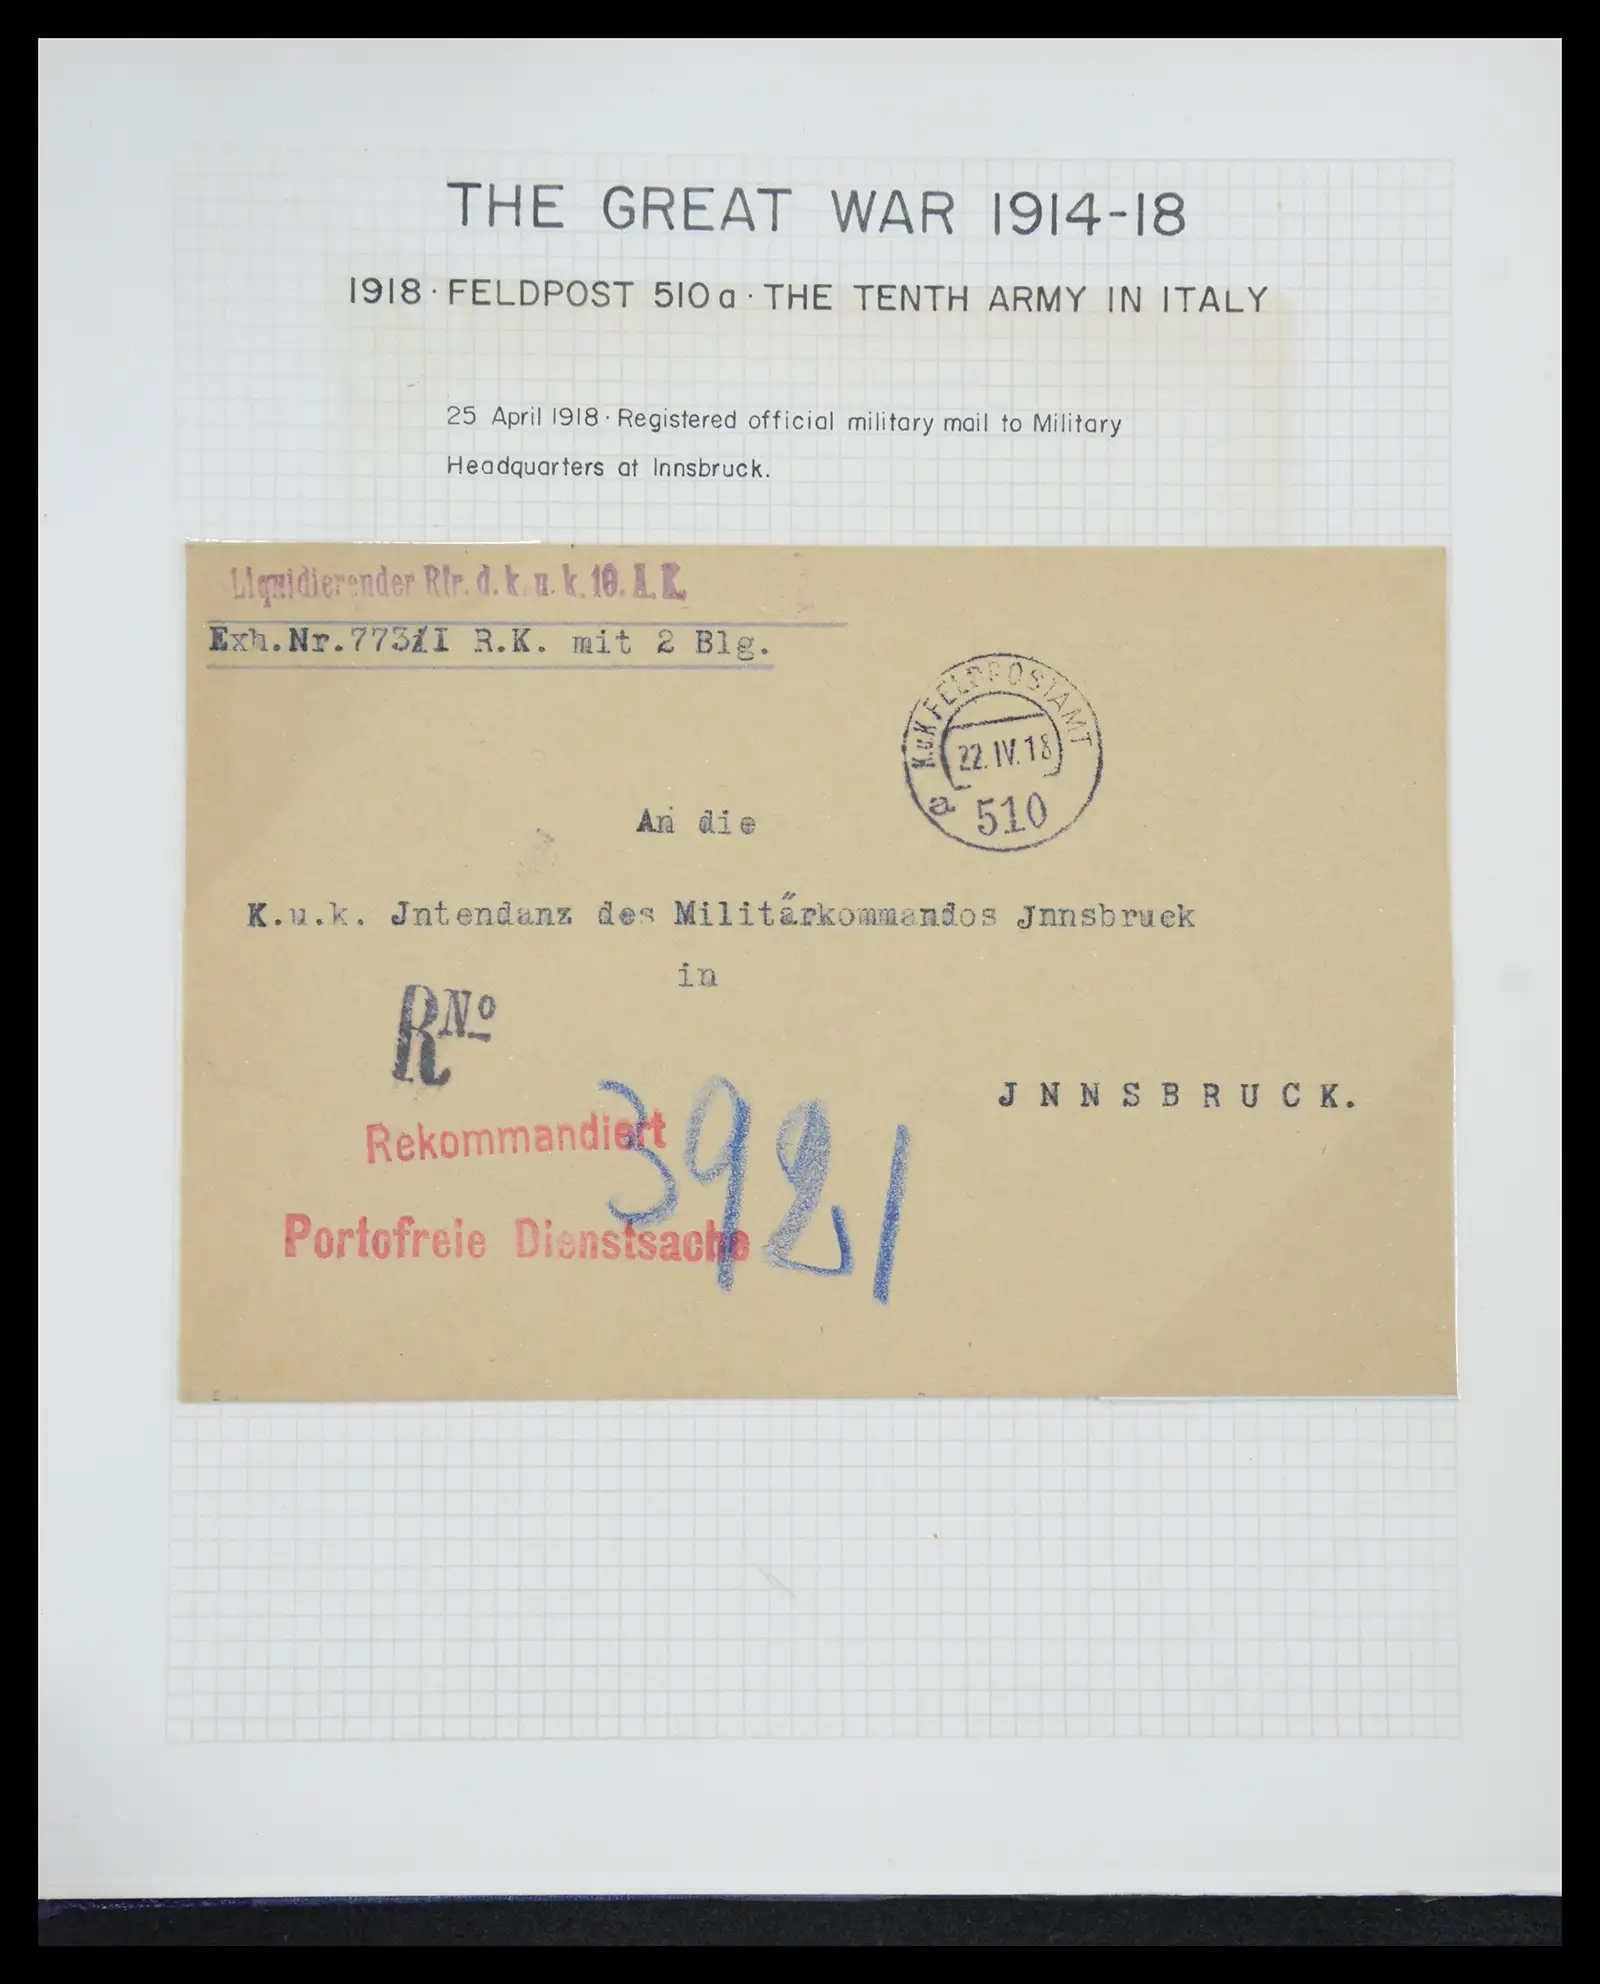 THE GREAT WAR 1914-18
1918 · FELDPOST 510a · THE TENTH ARMY IN ITALY
25 April 1918 · Registered official military mail to Military
Headquarters at Innsbruck.
Liquidierender Rfr. d. k. u. k. 10. A. K.
Exh.Nr.773/I R.K. mit 2 Blg.
K.u.K. FELDPOSTAMT
22. IV. 18
a 510
An die
K.u.k. Jntendanz des Militärkommandos Jnnsbruck
in
R No
JNNSBRUCK.
Rekommandiert
3921
Portofreie Dienstsache